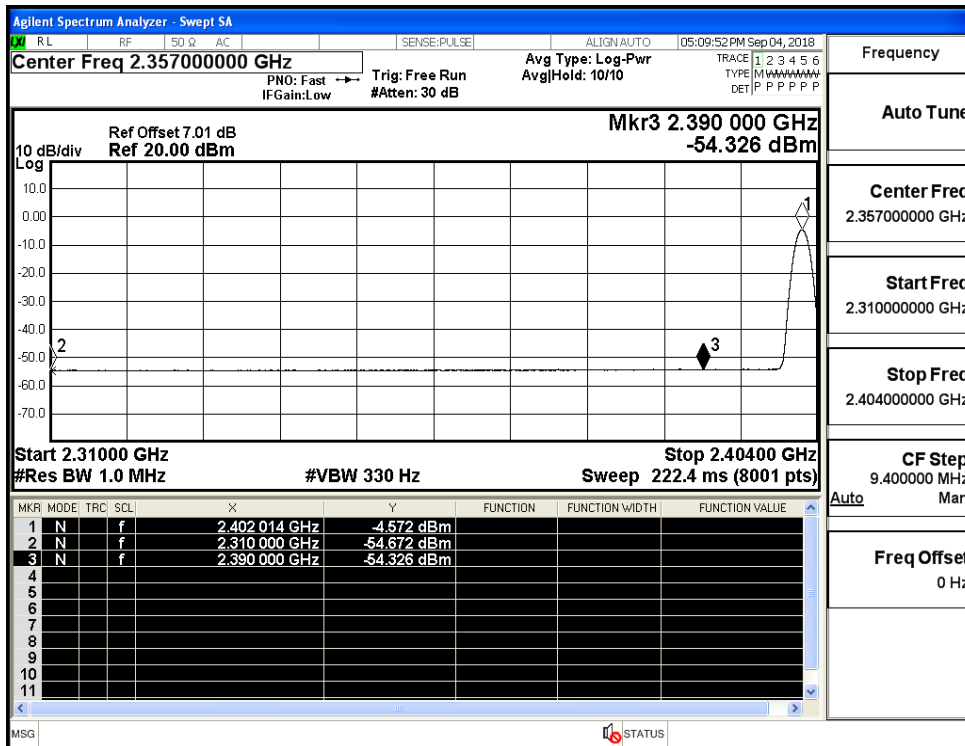 Agilent Spectrum Analyzer - Swept SA
LXI RL RF 50 Ω AC SENSE:PULSE ALIGN AUTO 05:09:52 PM Sep 04, 2018
Center Freq 2.357000000 GHz
PNO: Fast
IFGain:Low
Trig: Free Run
#Atten: 30 dB
Avg Type: Log-Pwr
Avg|Hold: 10/10
TRACE 1 2 3 4 5 6
TYPE M W W W W W
DET P P P P P P
Ref Offset 7.01 dB
10 dB/div Ref 20.00 dBm
Log
Mkr3 2.390 000 GHz
-54.326 dBm
10.0
0.00
-10.0
-20.0
-30.0
-40.0
-50.0
-60.0
-70.0
1
2
3
Start 2.31000 GHz Stop 2.40400 GHz
#Res BW 1.0 MHz #VBW 330 Hz Sweep 222.4 ms (8001 pts)
MKR MODE TRC SCL X Y FUNCTION FUNCTION WIDTH FUNCTION VALUE
1 N f 2.402 014 GHz -4.572 dBm
2 N f 2.310 000 GHz -54.672 dBm
3 N f 2.390 000 GHz -54.326 dBm
4
5
6
7
8
9
10
11
MSG STATUS
Frequency
Auto Tune
Center Freq
2.357000000 GHz
Start Freq
2.310000000 GHz
Stop Freq
2.404000000 GHz
CF Step
9.400000 MHz
Auto Man
Freq Offset
0 Hz